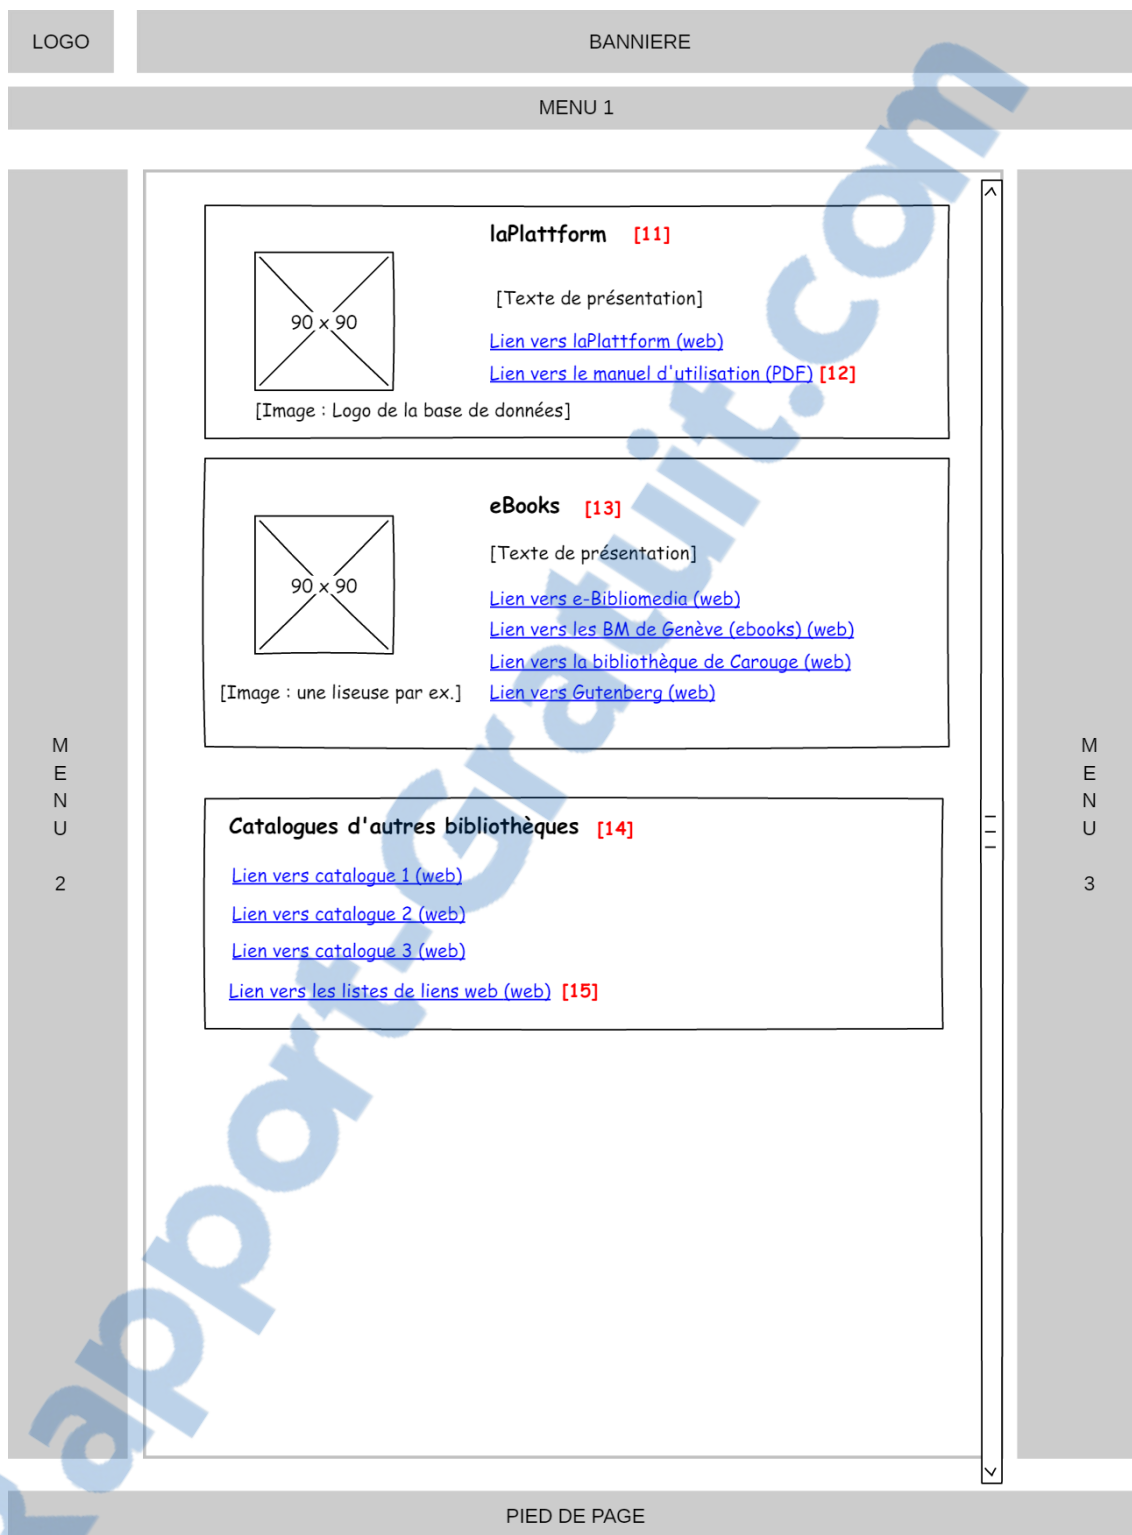 LOGO
BANNIERE
MENU 1
laPlattform [11]
90 x 90
[Texte de présentation]
Lien vers laPlattform (web)
Lien vers le manuel d'utilisation (PDF) [12]
[Image : Logo de la base de données]
eBooks [13]
90 x 90
[Texte de présentation]
Lien vers e-Bibliomedia (web)
Lien vers les BM de Genève (ebooks) (web)
Lien vers la bibliothèque de Carouge (web)
[Image : une liseuse par ex.]
Lien vers Gutenberg (web)
MENU 2
MENU 3
Catalogues d'autres bibliothèques [14]
Lien vers catalogue 1 (web)
Lien vers catalogue 2 (web)
Lien vers catalogue 3 (web)
Lien vers les listes de liens web (web) [15]
PIED DE PAGE
Rapport-Gratuit.com